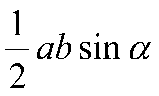 1/2 ab sin α